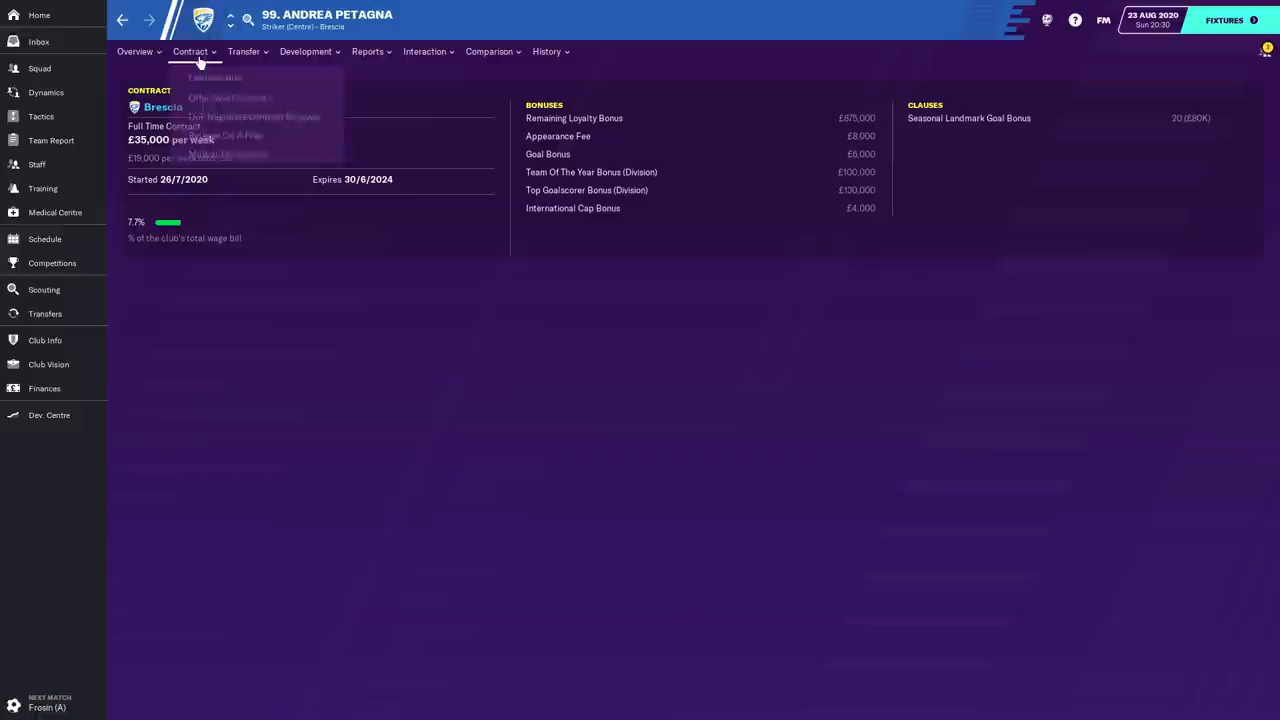 99. ANDREA PETAGNA
Striker (Centre) - Brescia
FM
23 AUG 2020
Sun 20:30
FIXTURES
1
Overview
Contract
Transfer
Development
Reports
Interaction
Comparison
History
Home
Inbox
Squad
Dynamics
Tactics
Team Report
Staff
Training
Medical Centre
Schedule
Competitions
Scouting
Transfers
Club Info
Club Vision
Finances
Dev. Centre
NEXT MATCH
Frosin (A)
CONTRACT
Brescia
Full Time Contract
£35,000 per week
£19,000 per
Started 26/7/2020
Expires 30/6/2024
7.7%
% of the club's total wage bill
BONUSES
Remaining Loyalty Bonus £875,000
Appearance Fee £8,000
Goal Bonus £6,000
Team Of The Year Bonus (Division) £100,000
Top Goalscorer Bonus (Division) £130,000
International Cap Bonus £4,000
CLAUSES
Seasonal Landmark Goal Bonus 20 (£80K)